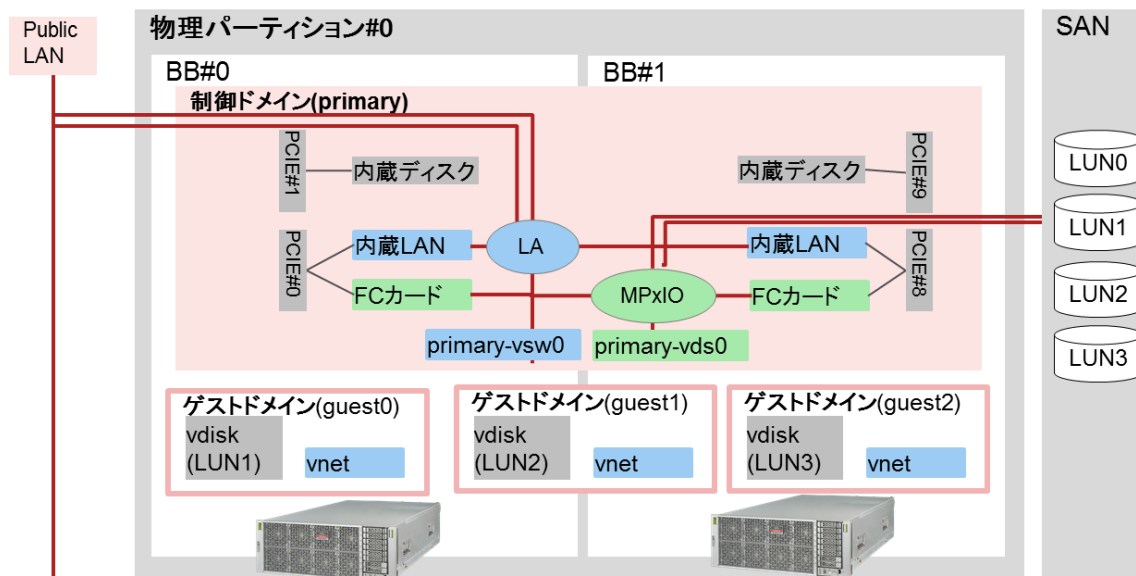 Public
LAN
物理パーティション#0
SAN
BB#0
BB#1
制御ドメイン(primary)
PCIE#1
内蔵ディスク
内蔵ディスク
PCIE#9
LUN0
LUN1
PCIE#0
内蔵LAN
LA
内蔵LAN
PCIE#8
FCカード
MPxIO
FCカード
LUN2
primary-vsw0
primary-vds0
LUN3
ゲストドメイン(guest0)
vdisk
(LUN1)
vnet
ゲストドメイン(guest1)
vdisk
(LUN2)
vnet
ゲストドメイン(guest2)
vdisk
(LUN3)
vnet